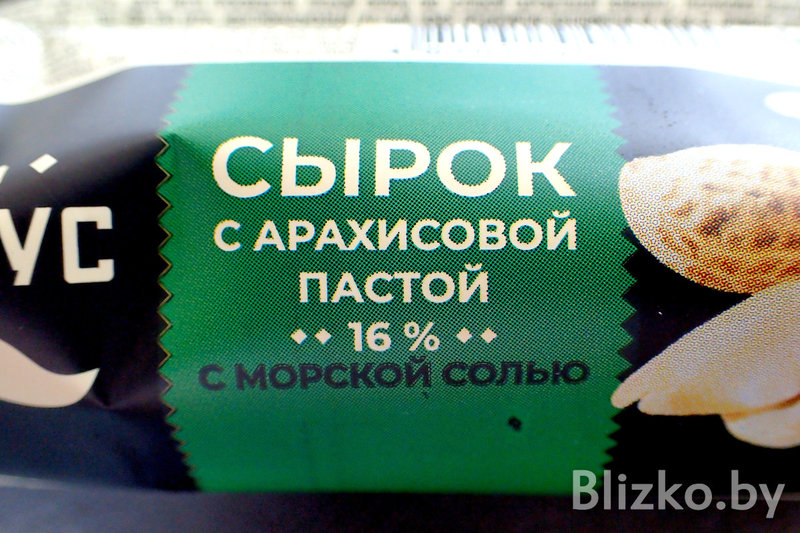 УС
СЫРОК
С АРАХИСОВОЙ
ПАСТОЙ
16 %
С МОРСКОЙ СОЛЬЮ
Blizko.by